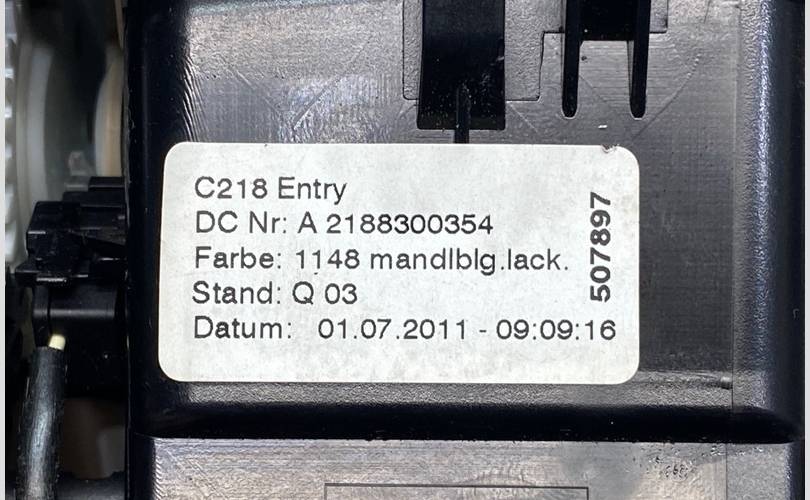 C218 Entry
DC Nr: A 2188300354
Farbe: 1148 mandlblg.lack.
Stand: Q 03
Datum: 01.07.2011 - 09:09:16
507897